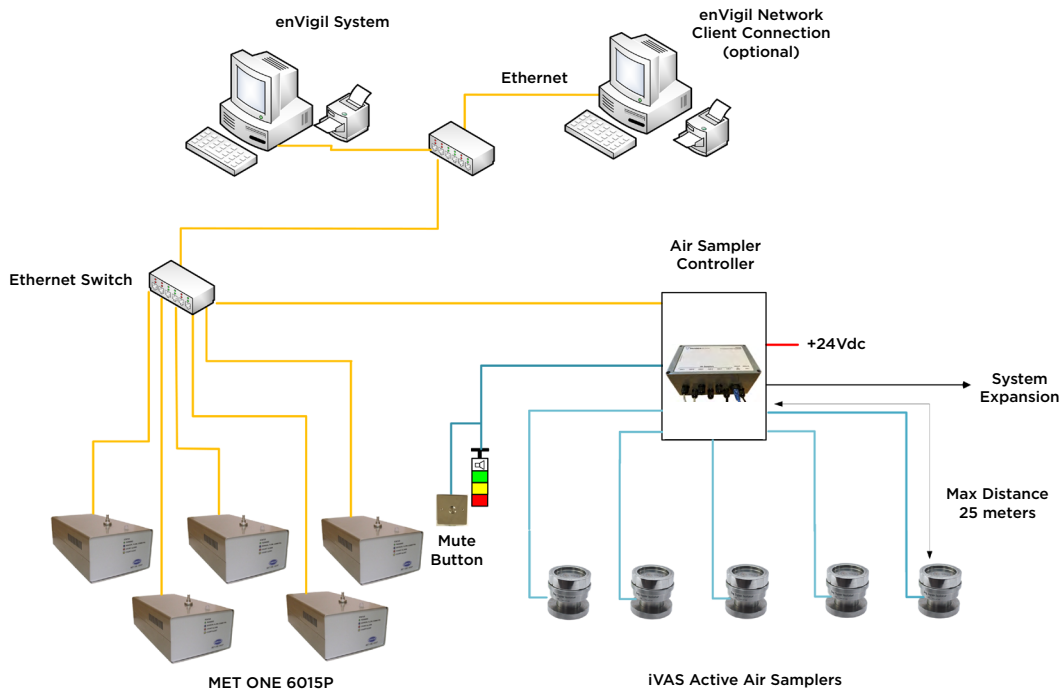 enVigil System
enVigil Network
Client Connection
(optional)
Ethernet
Air Sampler
Controller
Ethernet Switch
+24Vdc
System
Expansion
Max Distance
25 meters
Mute
Button
MET ONE 6015P
iVAS Active Air Samplers